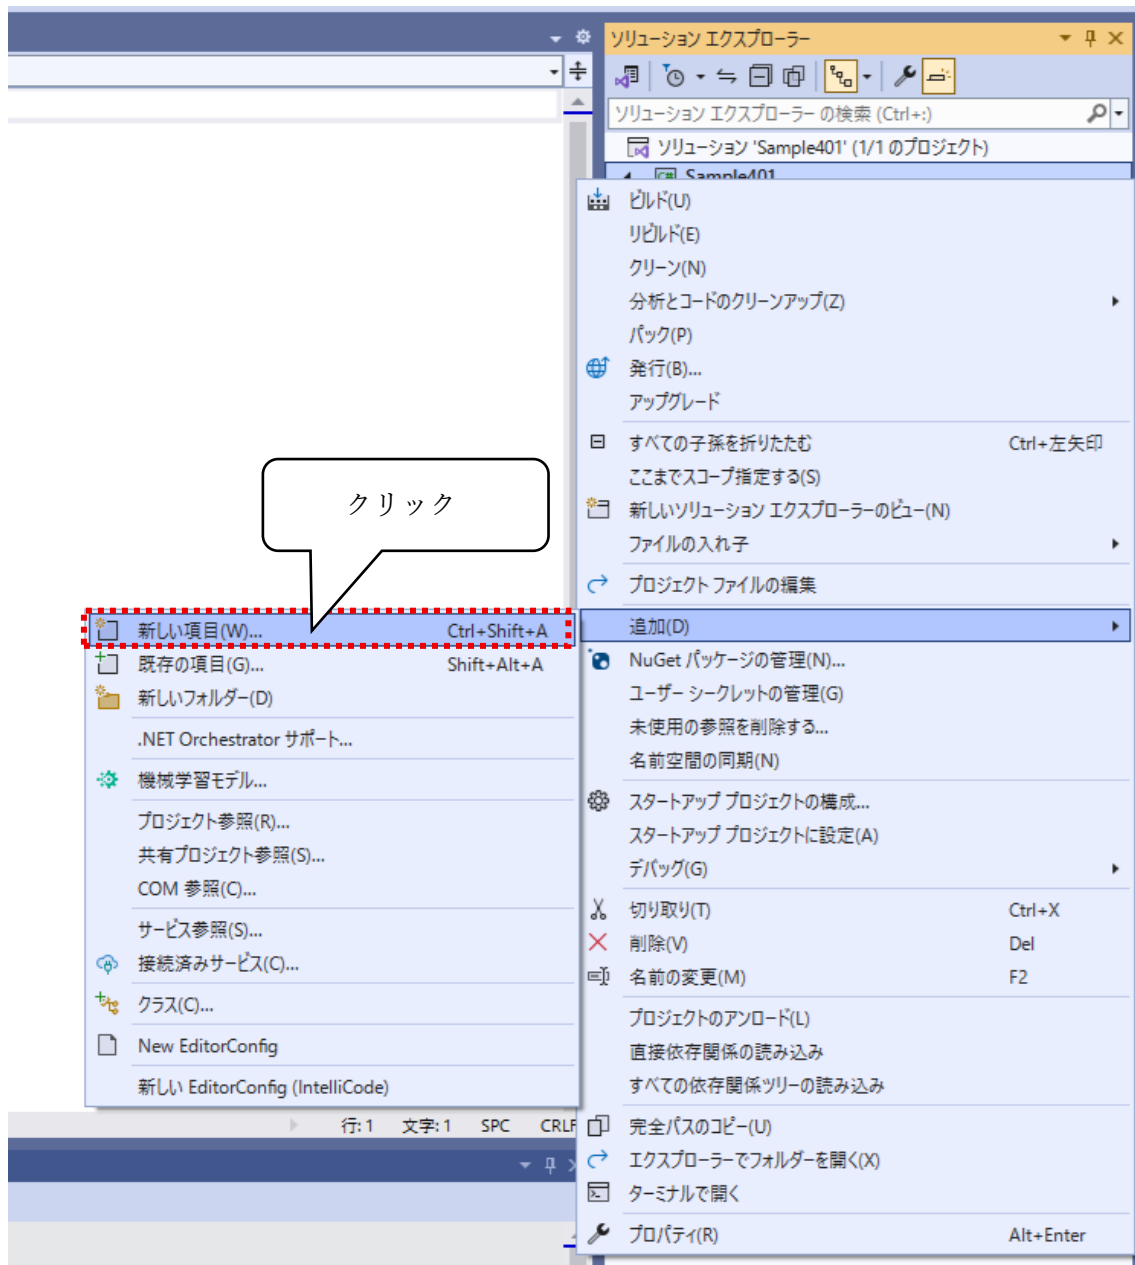 ソリューション エクスプローラー
ソリューション エクスプローラー の検索 (Ctrl+:)
ソリューション 'Sample401' (1/1 のプロジェクト)
Sample401
ビルド(U)
リビルド(E)
クリーン(N)
分析とコードのクリーンアップ(Z)
パック(P)
発行(B)...
アップグレード
すべての子孫を折りたたむ Ctrl+左矢印
ここまでスコープ指定する(S)
新しいソリューション エクスプローラーのビュー(N)
ファイルの入れ子
プロジェクト ファイルの編集
追加(D)
NuGet パッケージの管理(N)...
ユーザー シークレットの管理(G)
未使用の参照を削除する...
名前空間の同期(N)
スタートアップ プロジェクトの構成...
スタートアップ プロジェクトに設定(A)
デバッグ(G)
切り取り(T) Ctrl+X
削除(V) Del
名前の変更(M) F2
プロジェクトのアンロード(L)
直接依存関係の読み込み
すべての依存関係ツリーの読み込み
完全パスのコピー(U)
エクスプローラーでフォルダーを開く(X)
ターミナルで開く
プロパティ(R) Alt+Enter
クリック
新しい項目(W)... Ctrl+Shift+A
既存の項目(G)... Shift+Alt+A
新しいフォルダー(D)
.NET Orchestrator サポート...
機械学習モデル...
プロジェクト参照(R)...
共有プロジェクト参照(S)...
COM 参照(C)...
サービス参照(S)...
接続済みサービス(C)...
クラス(C)...
New EditorConfig
新しい EditorConfig (IntelliCode)
行: 1 文字: 1 SPC CRLF